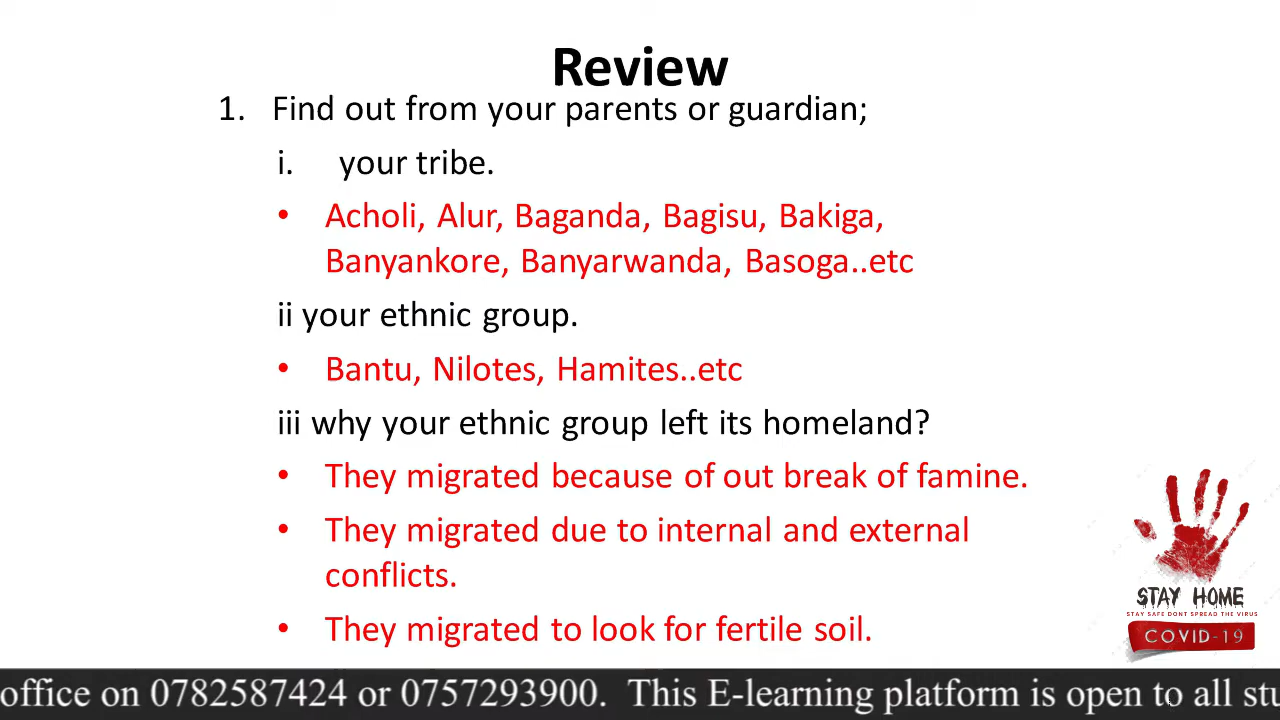 Review
1. Find out from your parents or guardian;
i. your tribe.
• Acholi, Alur, Baganda, Bagisu, Bakiga,
Banyankore, Banyarwanda, Basoga..etc
ii your ethnic group.
• Bantu, Nilotes, Hamites..etc
iii why your ethnic group left its homeland?
• They migrated because of out break of famine.
• They migrated due to internal and external
conflicts.
• They migrated to look for fertile soil.
STAY HOME
STAY SAFE DONT SPREAD THE VIRUS
COVID-19
office on 0782587424 or 0757293900. This E-learning platform is open to all stu